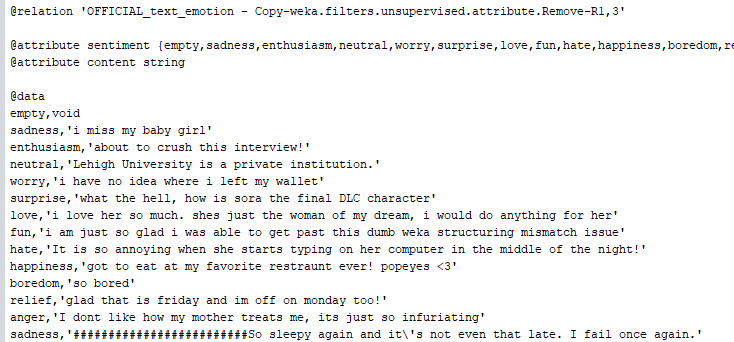 @relation 'OFFICIAL_text_emotion - Copy-weka.filters.unsupervised.attribute.Remove-R1,3'
@attribute sentiment {empty,sadness,enthusiasm,neutral,worry,surprise,love,fun,hate,happiness,boredom,re
@attribute content string
@data
empty,void
sadness,'i miss my baby girl'
enthusiasm,'about to crush this interview!'
neutral,'Lehigh University is a private institution.'
worry,'i have no idea where i left my wallet'
surprise,'what the hell, how is sora the final DLC character'
love,'i love her so much. shes just the woman of my dream, i would do anything for her'
fun,'i am just so glad i was able to get past this dumb weka structuring mismatch issue'
hate,'It is so annoying when she starts typing on her computer in the middle of the night!'
happiness,'got to eat at my favorite restraunt ever! popeyes <3'
boredom,'so bored'
relief,'glad that is friday and im off on monday too!'
anger,'I dont like how my mother treats me, its just so infuriating'
sadness,'#########################So sleepy again and it\'s not even that late. I fail once again.'